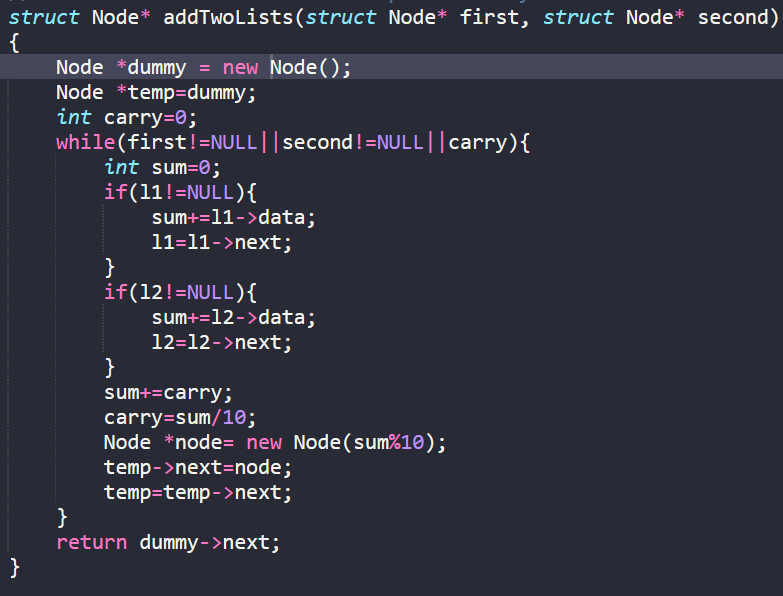 struct Node* addTwoLists(struct Node* first, struct Node* second)
{
    Node *dummy = new Node();
    Node *temp=dummy;
    int carry=0;
    while(first!=NULL||second!=NULL||carry){
        int sum=0;
        if(l1!=NULL){
            sum+=l1->data;
            l1=l1->next;
        }
        if(l2!=NULL){
            sum+=l2->data;
            l2=l2->next;
        }
        sum+=carry;
        carry=sum/10;
        Node *node= new Node(sum%10);
        temp->next=node;
        temp=temp->next;
    }
    return dummy->next;
}